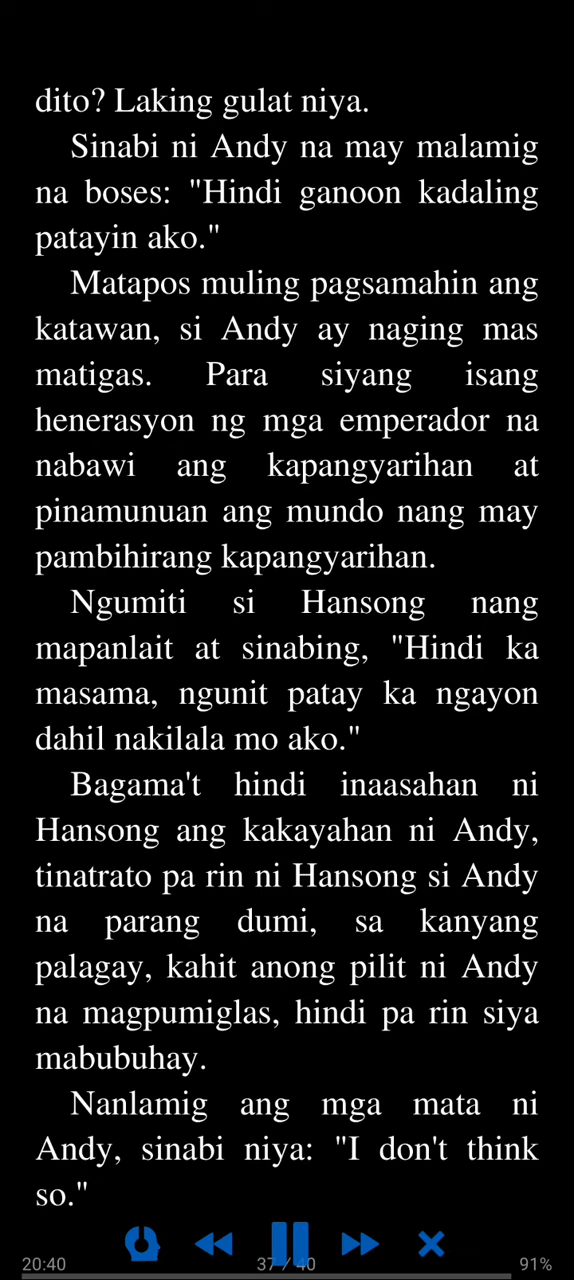 dito? Laking gulat niya.
Sinabi ni Andy na may malamig
na boses: "Hindi ganoon kadaling
patayin ako."
Matapos muling pagsamahin ang
katawan, si Andy ay naging mas
matigas. Para siyang isang
henerasyon ng mga emperador na
nabawi ang kapangyarihan at
pinamunuan ang mundo nang may
pambihirang kapangyarihan.
Ngumiti si Hansong nang
mapanlait at sinabing, "Hindi ka
masama, ngunit patay ka ngayon
dahil nakilala mo ako."
Bagama't hindi inaasahan ni
Hansong ang kakayahan ni Andy,
tinatrato pa rin ni Hansong si Andy
na parang dumi, sa kanyang
palagay, kahit anong pilit ni Andy
na magpumiglas, hindi pa rin siya
mabubuhay.
Nanlamig ang mga mata ni
Andy, sinabi niya: "I don't think
so."
20:40 37 / 40 91%